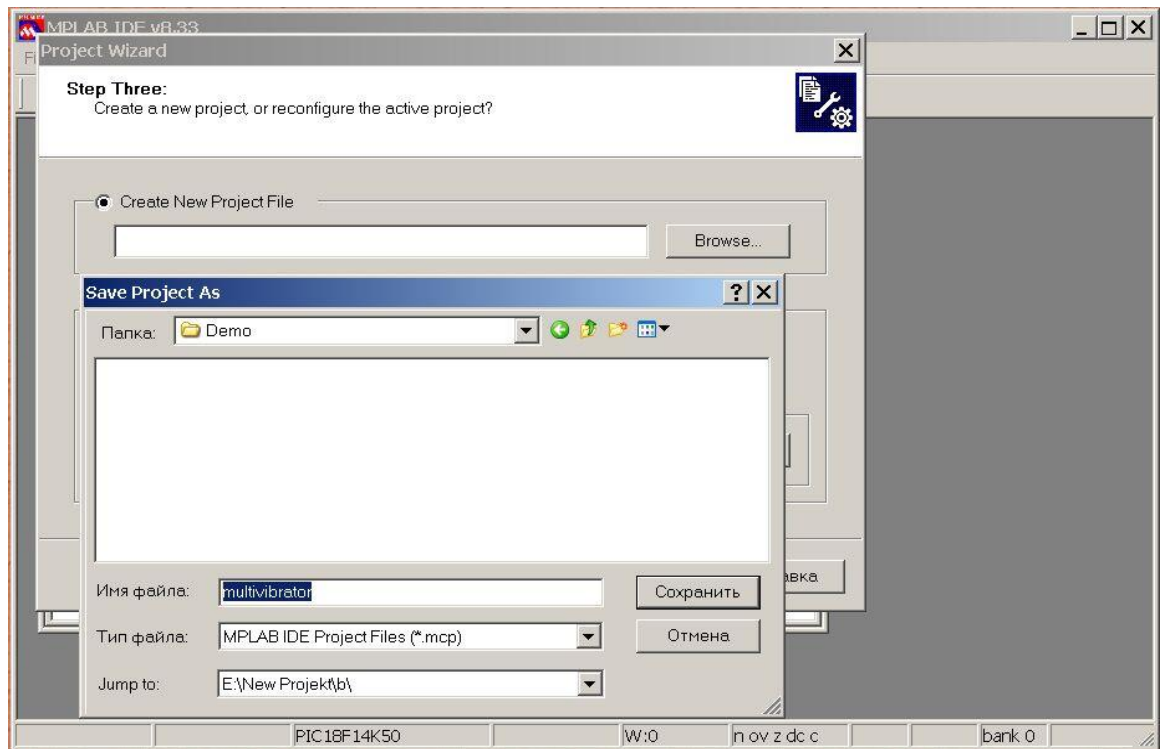 MPLAB IDE v8.33
Project Wizard
Step Three:
Create a new project, or reconfigure the active project?
Create New Project File
Browse...
Save Project As
Папка:
Demo
Имя файла:
multivibrator
Сохранить
Тип файла:
MPLAB IDE Project Files (*.mcp)
Отмена
Jump to:
E:\New Projekt\b\
PIC18F14K50
W:0
n ov z dc c
bank 0